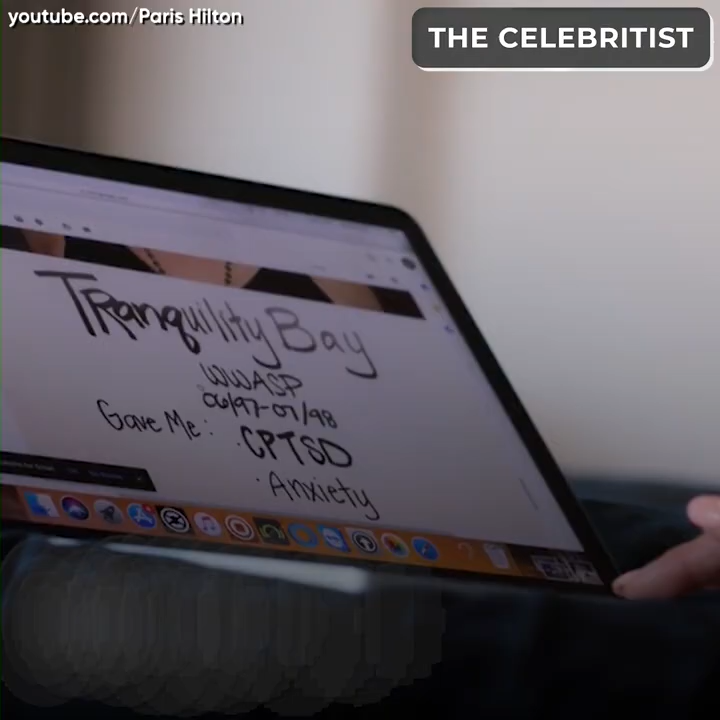 youtube.com/Paris Hilton
THE CELEBRITIST
Tranquility Bay
WWASP
06/97-07/98
Gave Me: • CPTSD
• Anxiety